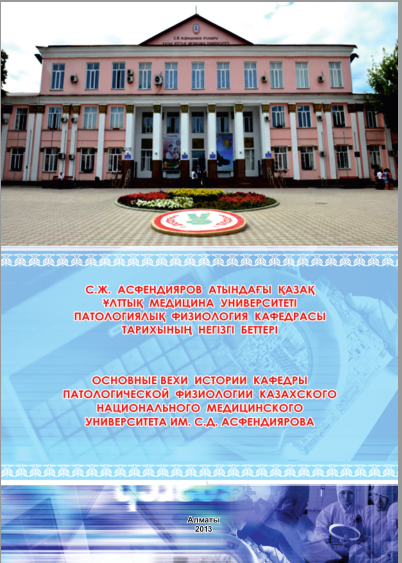 С.Ж. АСФЕНДИЯРОВ АТЫНДАҒЫ ҚАЗАҚ
ҰЛТТЫҚ МЕДИЦИНА УНИВЕРСИТЕТІ
ПАТОЛОГИЯЛЫҚ ФИЗИОЛОГИЯ КАФЕДРАСЫ
ТАРИХЫНЫҢ НЕГІЗГІ БЕТТЕРІ
ОСНОВНЫЕ ВЕХИ ИСТОРИИ КАФЕДРЫ
ПАТОЛОГИЧЕСКОЙ ФИЗИОЛОГИИ КАЗАХСКОГО
НАЦИОНАЛЬНОГО МЕДИЦИНСКОГО
УНИВЕРСИТЕТА ИМ. С.Д. АСФЕНДИЯРОВА
Алматы
2013